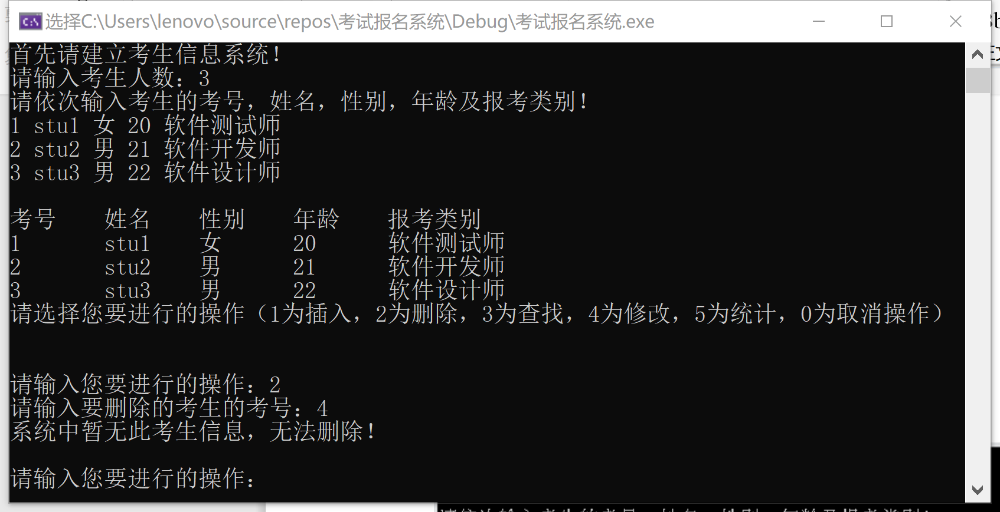 选择C:\Users\lenovo\source\repos\考试报名系统\Debug\考试报名系统.exe
首先请建立考生信息系统！
请输入考生人数：3
请依次输入考生的考号，姓名，性别，年龄及报考类别！
1 stu1 女 20 软件测试师
2 stu2 男 21 软件开发师
3 stu3 男 22 软件设计师
考号 姓名 性别 年龄 报考类别
1 stu1 女 20 软件测试师
2 stu2 男 21 软件开发师
3 stu3 男 22 软件设计师
请选择您要进行的操作（1为插入，2为删除，3为查找，4为修改，5为统计，0为取消操作）
请输入您要进行的操作：2
请输入要删除的考生的考号：4
系统中暂无此考生信息，无法删除！
请输入您要进行的操作：